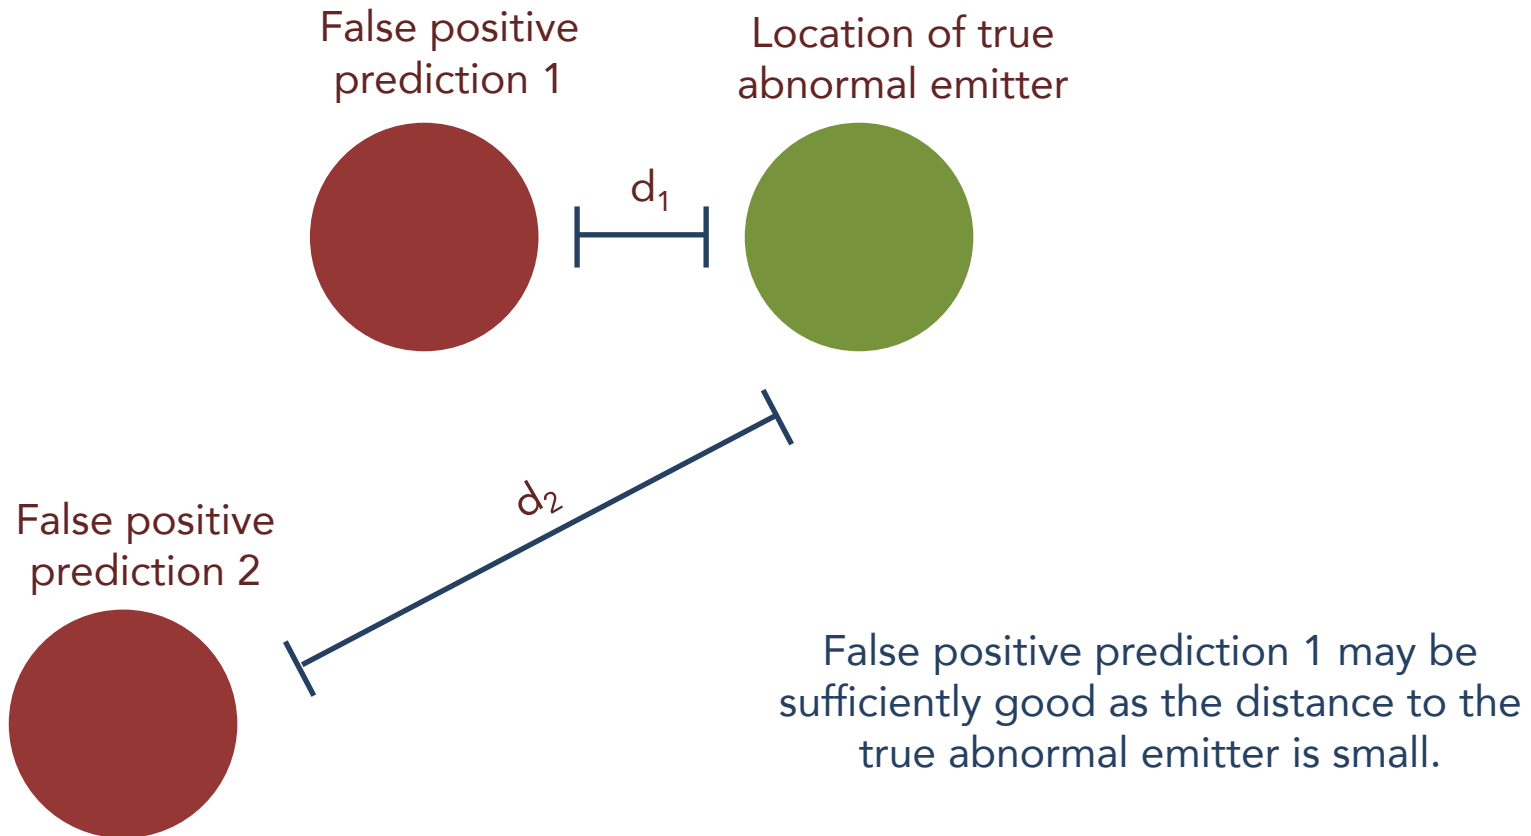 False positive
prediction 1
Location of true
abnormal emitter
d₁
d₂
False positive
prediction 2
False positive prediction 1 may be
sufficiently good as the distance to the
true abnormal emitter is small.